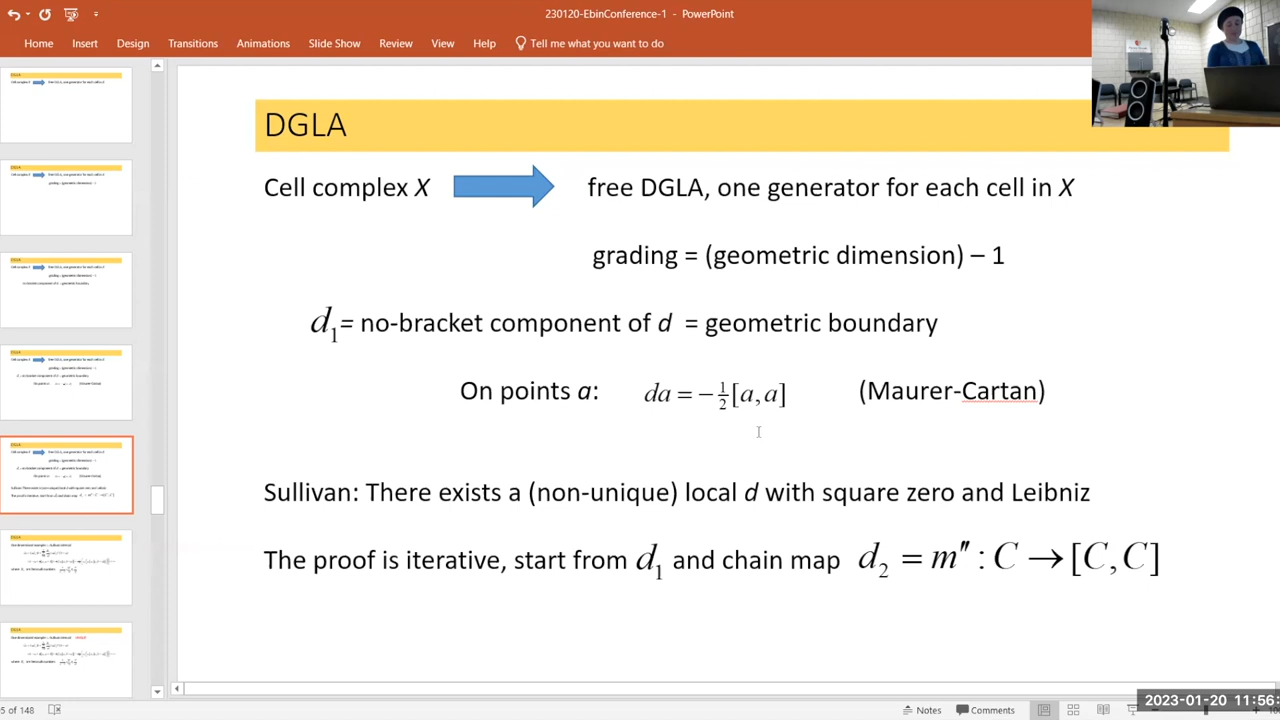 230120-EbinConference-1 - PowerPoint
Home Insert Design Transitions Animations Slide Show Review View Help Tell me what you want to do
DGLA
Cell complex X free DGLA, one generator for each cell in X
grading = (geometric dimension) – 1
d₁= no-bracket component of d = geometric boundary
On points a: da = −½[a,a] (Maurer-Cartan)
Sullivan: There exists a (non-unique) local d with square zero and Leibniz
The proof is iterative, start from d₁ and chain map d₂ = m″ : C → [C,C]
5 of 148
Notes Comments
2023-01-20 11:56: